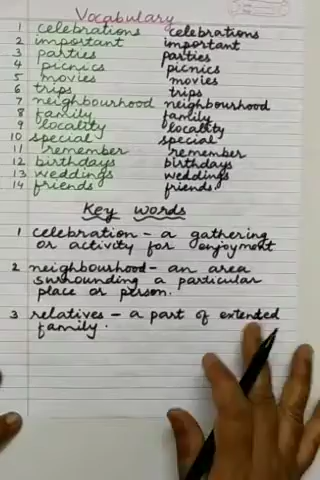 Vocabulary
1 celebrations celebrations
2 important important
3 parties parties
4 picnics picnics
5 movies movies
6 trips trips
7 neighbourhood neighbourhood
8 family family
9 locality locality
10 special special
11 remember remember
12 birthdays birthdays
13 weddings weddings
14 friends friends
Key words
1 celebration - a gathering
or activity for enjoyment
2 neighbourhood - an area
surrounding a particular
place or person.
3 relatives - a part of extended
family.